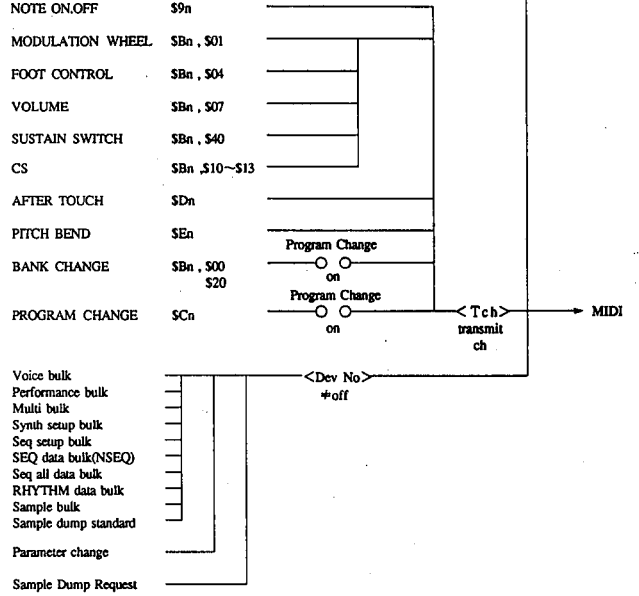 NOTE ON.OFF $9n
MODULATION WHEEL $Bn , $01
FOOT CONTROL $Bn , $04
VOLUME $Bn , $07
SUSTAIN SWITCH $Bn , $40
CS $Bn ,$10~$13
AFTER TOUCH $Dn
PITCH BEND $En
Program Change
BANK CHANGE $Bn , $00
on
$20
Program Change
PROGRAM CHANGE $Cn
on
<Tch>
transmit
ch
MIDI
Voice bulk
<Dev No>
≠off
Performance bulk
Multi bulk
Synth setup bulk
Seq setup bulk
SEQ data bulk(NSEQ)
Seq all data bulk
RHYTHM data bulk
Sample bulk
Sample dump standard
Parameter change
Sample Dump Request